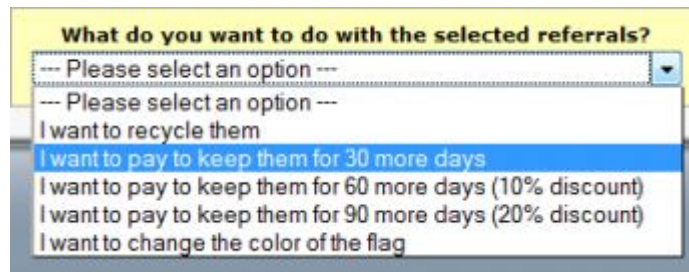 What do you want to do with the selected referrals?
--- Please select an option ---
--- Please select an option ---
I want to recycle them
I want to pay to keep them for 30 more days
I want to pay to keep them for 60 more days (10% discount)
I want to pay to keep them for 90 more days (20% discount)
I want to change the color of the flag